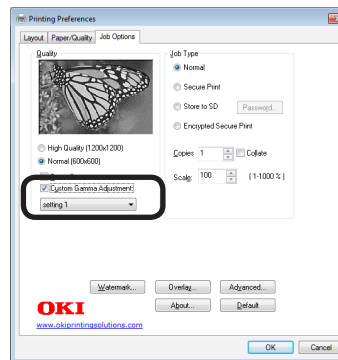 Printing Preferences
Layout Paper/Quality Job Options
Quality
High Quality (1200x1200)
Normal (600x600)
Custom Gamma Adjustment:
setting 1
Job Type
Normal
Secure Print
Store to SD Password...
Encrypted Secure Print
Copies 1 Collate
Scale: 100 (1-1000 %)
Watermark... Overlay... Advanced...
OKI About... Default
www.okiprintingsolutions.com
OK Cancel